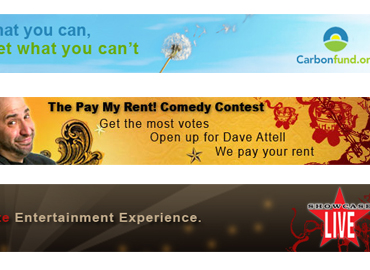 hat you can,
et what you can't
Carbonfund.or
The Pay My Rent! Comedy Contest
Get the most votes
Open up for Dave Attell
We pay your rent
e Entertainment Experience.
SHOWCASE
LIVE